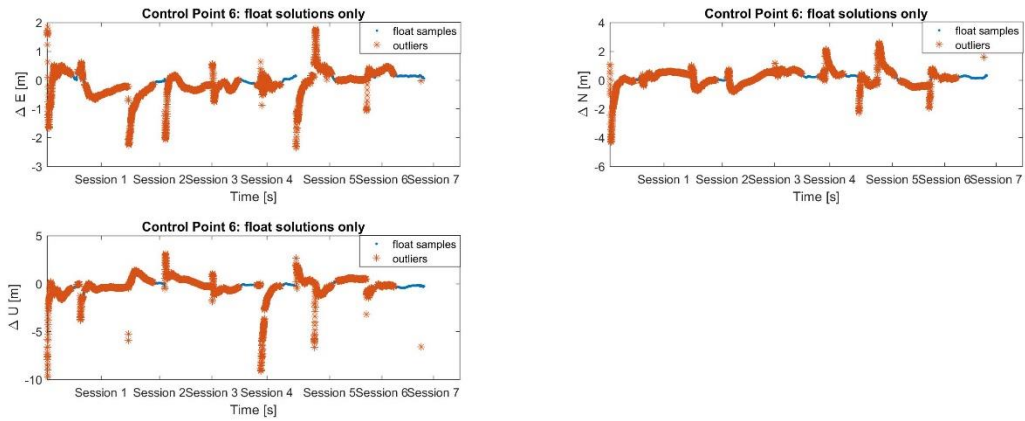 Control Point 6: float solutions only
float samples
outliers
2
1
0
-1
-2
-3
Δ E [m]
Session 1 Session 2 Session 3 Session 4 Session 5 Session 6 Session 7
Time [s]
Control Point 6: float solutions only
float samples
outliers
4
2
0
-2
-4
-6
Δ N [m]
Session 1 Session 2 Session 3 Session 4 Session 5 Session 6 Session 7
Time [s]
Control Point 6: float solutions only
float samples
outliers
5
0
-5
-10
Δ U [m]
Session 1 Session 2 Session 3 Session 4 Session 5 Session 6 Session 7
Time [s]